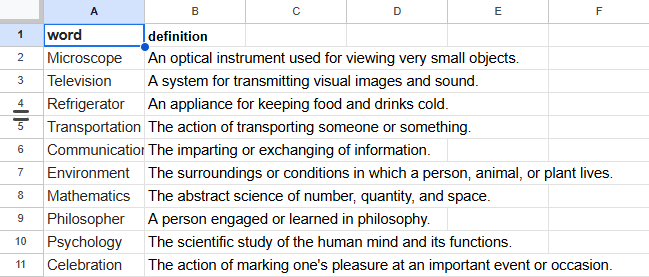 A B C D E F
1 word definition
2 Microscope An optical instrument used for viewing very small objects.
3 Television A system for transmitting visual images and sound.
4 Refrigerator An appliance for keeping food and drinks cold.
5 Transportation The action of transporting someone or something.
6 Communication The imparting or exchanging of information.
7 Environment The surroundings or conditions in which a person, animal, or plant lives.
8 Mathematics The abstract science of number, quantity, and space.
9 Philosopher A person engaged or learned in philosophy.
10 Psychology The scientific study of the human mind and its functions.
11 Celebration The action of marking one's pleasure at an important event or occasion.